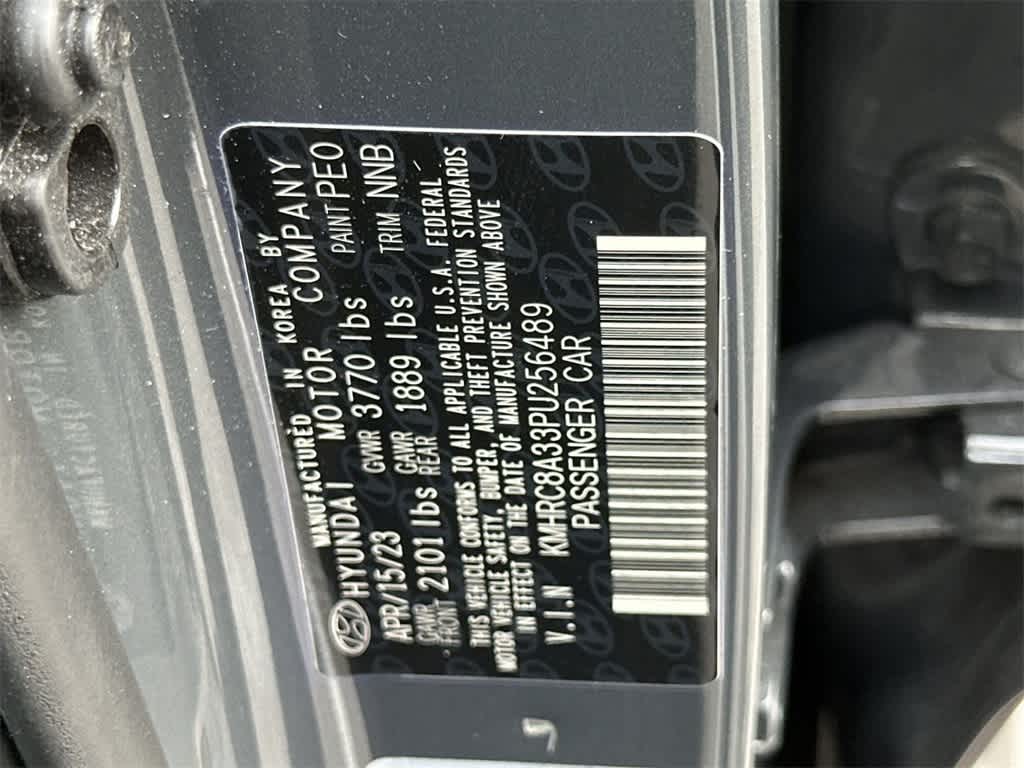 MANUFACTURED IN KOREA BY
HYUNDAI MOTOR COMPANY
APR/15/23 GVWR 3770 lbs PAINT PEO
GAWR FRONT 2101 lbs GAWR REAR 1889 lbs TRIM NNB
THIS VEHICLE CONFORMS TO ALL APPLICABLE U.S.A. FEDERAL
MOTOR VEHICLE SAFETY, BUMPER, AND THEFT PREVENTION STANDARDS
IN EFFECT ON THE DATE OF MANUFACTURE SHOWN ABOVE
V.I.N KMHRC8A33PU256489
PASSENGER CAR